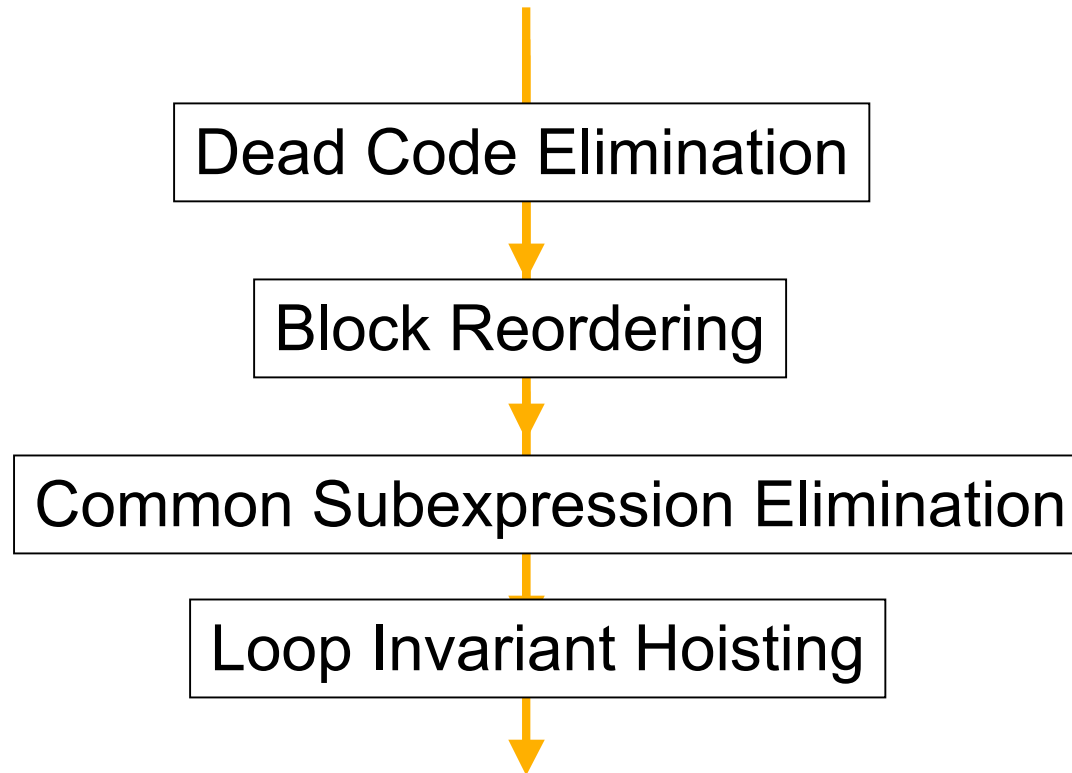 Dead Code Elimination
Block Reordering
Common Subexpression Elimination
Loop Invariant Hoisting